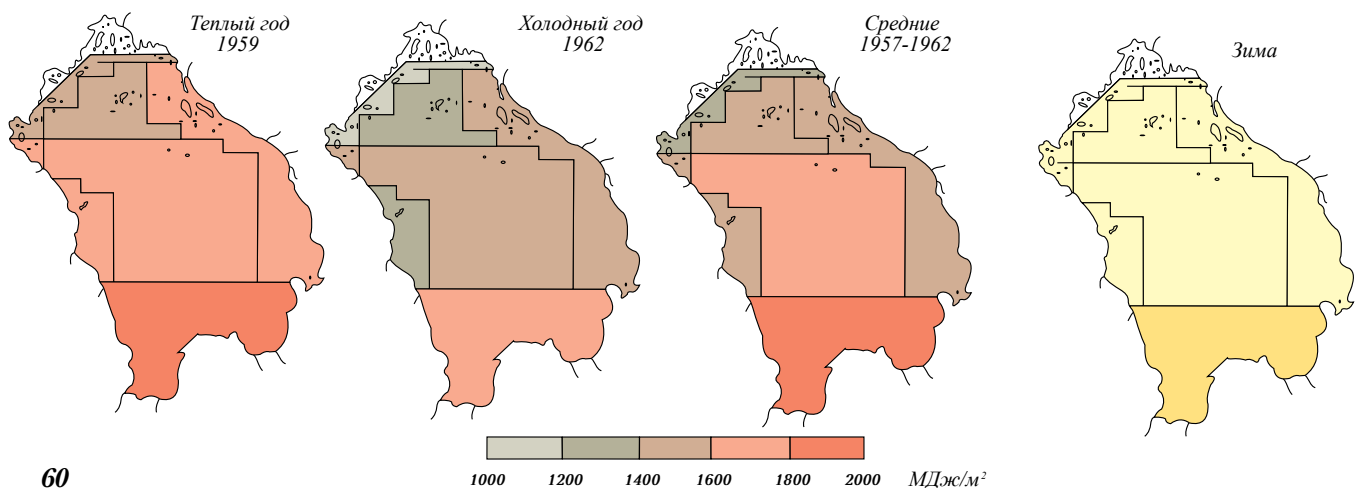 Теплый год
1959
Холодный год
1962
Средние
1957-1962
Зима
1000 1200 1400 1600 1800 2000 МДж/м²
60